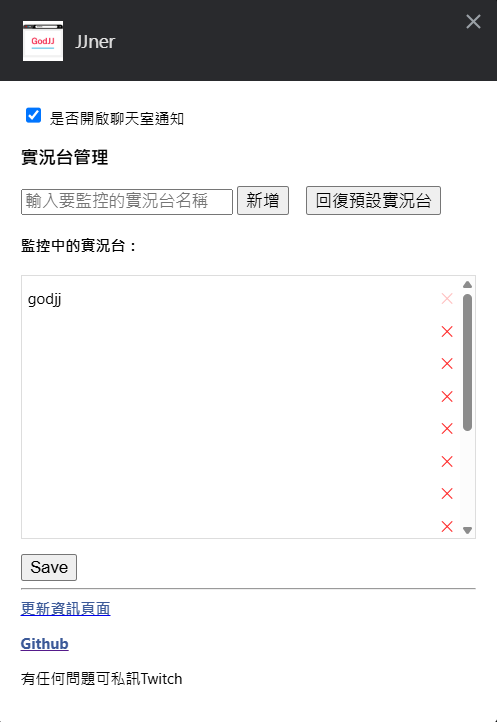 GodJJ
JJner
是否開啟聊天室通知
實況台管理
輸入要監控的實況台名稱 新增 回復預設實況台
監控中的實況台：
godjj
Save
更新資訊頁面
Github
有任何問題可私訊Twitch